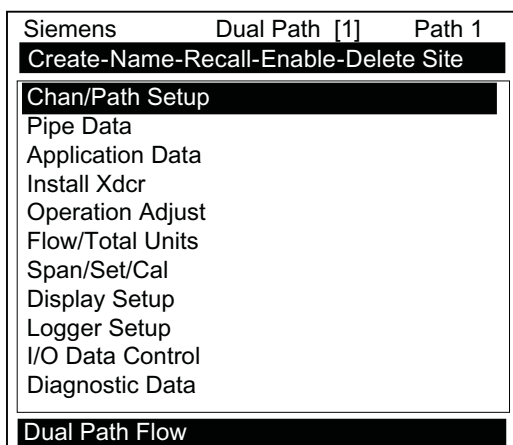 Siemens Dual Path [1] Path 1
Create-Name-Recall-Enable-Delete Site
Chan/Path Setup
Pipe Data
Application Data
Install Xdcr
Operation Adjust
Flow/Total Units
Span/Set/Cal
Display Setup
Logger Setup
I/O Data Control
Diagnostic Data
Dual Path Flow